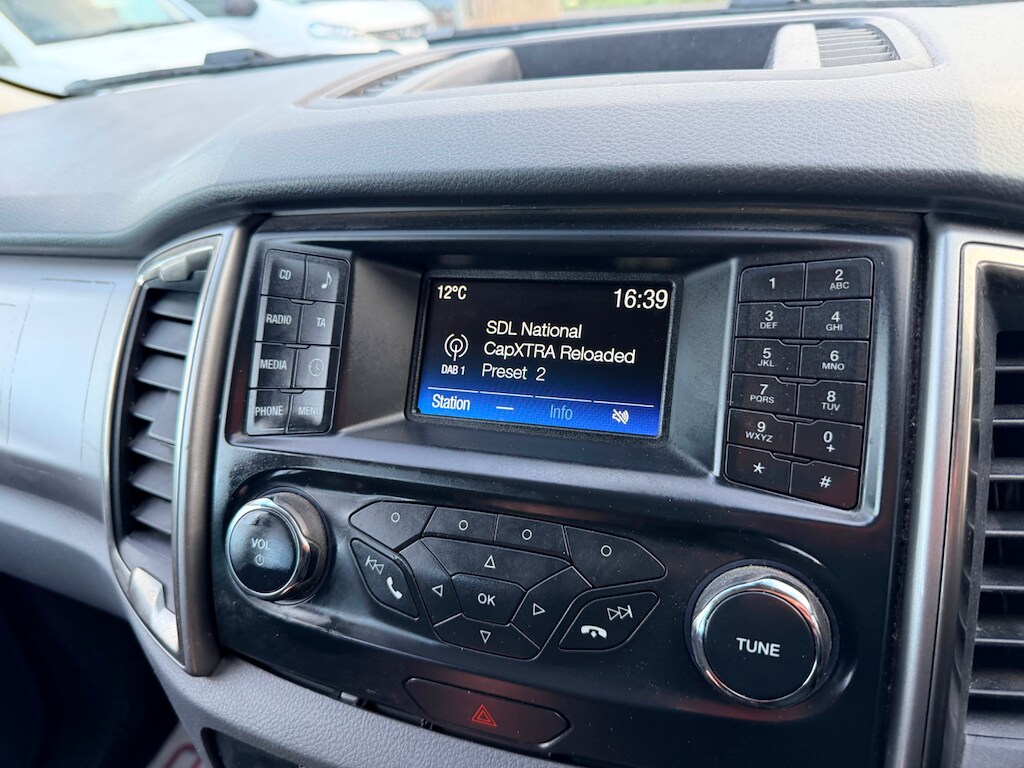 CD
RADIO TA
MEDIA
PHONE MENU
12°C 16:39
SDL National
CapXTRA Reloaded
DAB 1 Preset 2
Station — Info
1 2 ABC
3 DEF 4 GHI
5 JKL 6 MNO
7 PQRS 8 TUV
9 WXYZ 0 +
* #
VOL
OK
TUNE